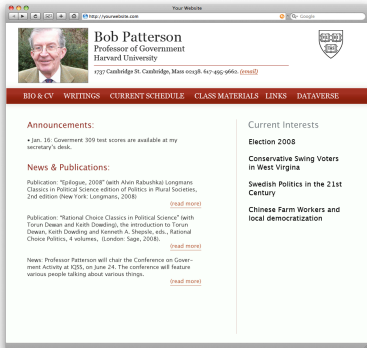 Your Website
http://yourwebsite.com
Google
Bob Patterson
Professor of Government
Harvard University
1737 Cambridge St. Cambridge, Mass 02138. 617-495-9662. (email)
BIO & CV WRITINGS CURRENT SCHEDULE CLASS MATERIALS LINKS DATAVERSE
Announcements:
• Jan. 16: Goverment 309 test scores are available at my
secretary's desk.
News & Publications:
Publication: "Epilogue, 2008" (with Alvin Rabushka) Longmans
Classics in Political Science edition of Politics in Plural Societies,
2nd edition (New York: Longmans, 2008)
(read more)
Publication: "Rational Choice Classics in Political Science" (with
Torun Dewan and Keith Dowding), the introduction to Torun
Dewan, Keith Dowding and Kenneth A. Shepsle, eds., Rational
Choice Politics, 4 volumes, (London: Sage, 2008).
(read more)
News: Professor Patterson will chair the Conference on Gover-
ment Activity at IQSS, on June 24. The conference will feature
various people talking about various things.
(read more)
Current Interests
Election 2008
Conservative Swing Voters
in West Virgina
Swedish Politics in the 21st
Century
Chinese Farm Workers and
local democratization